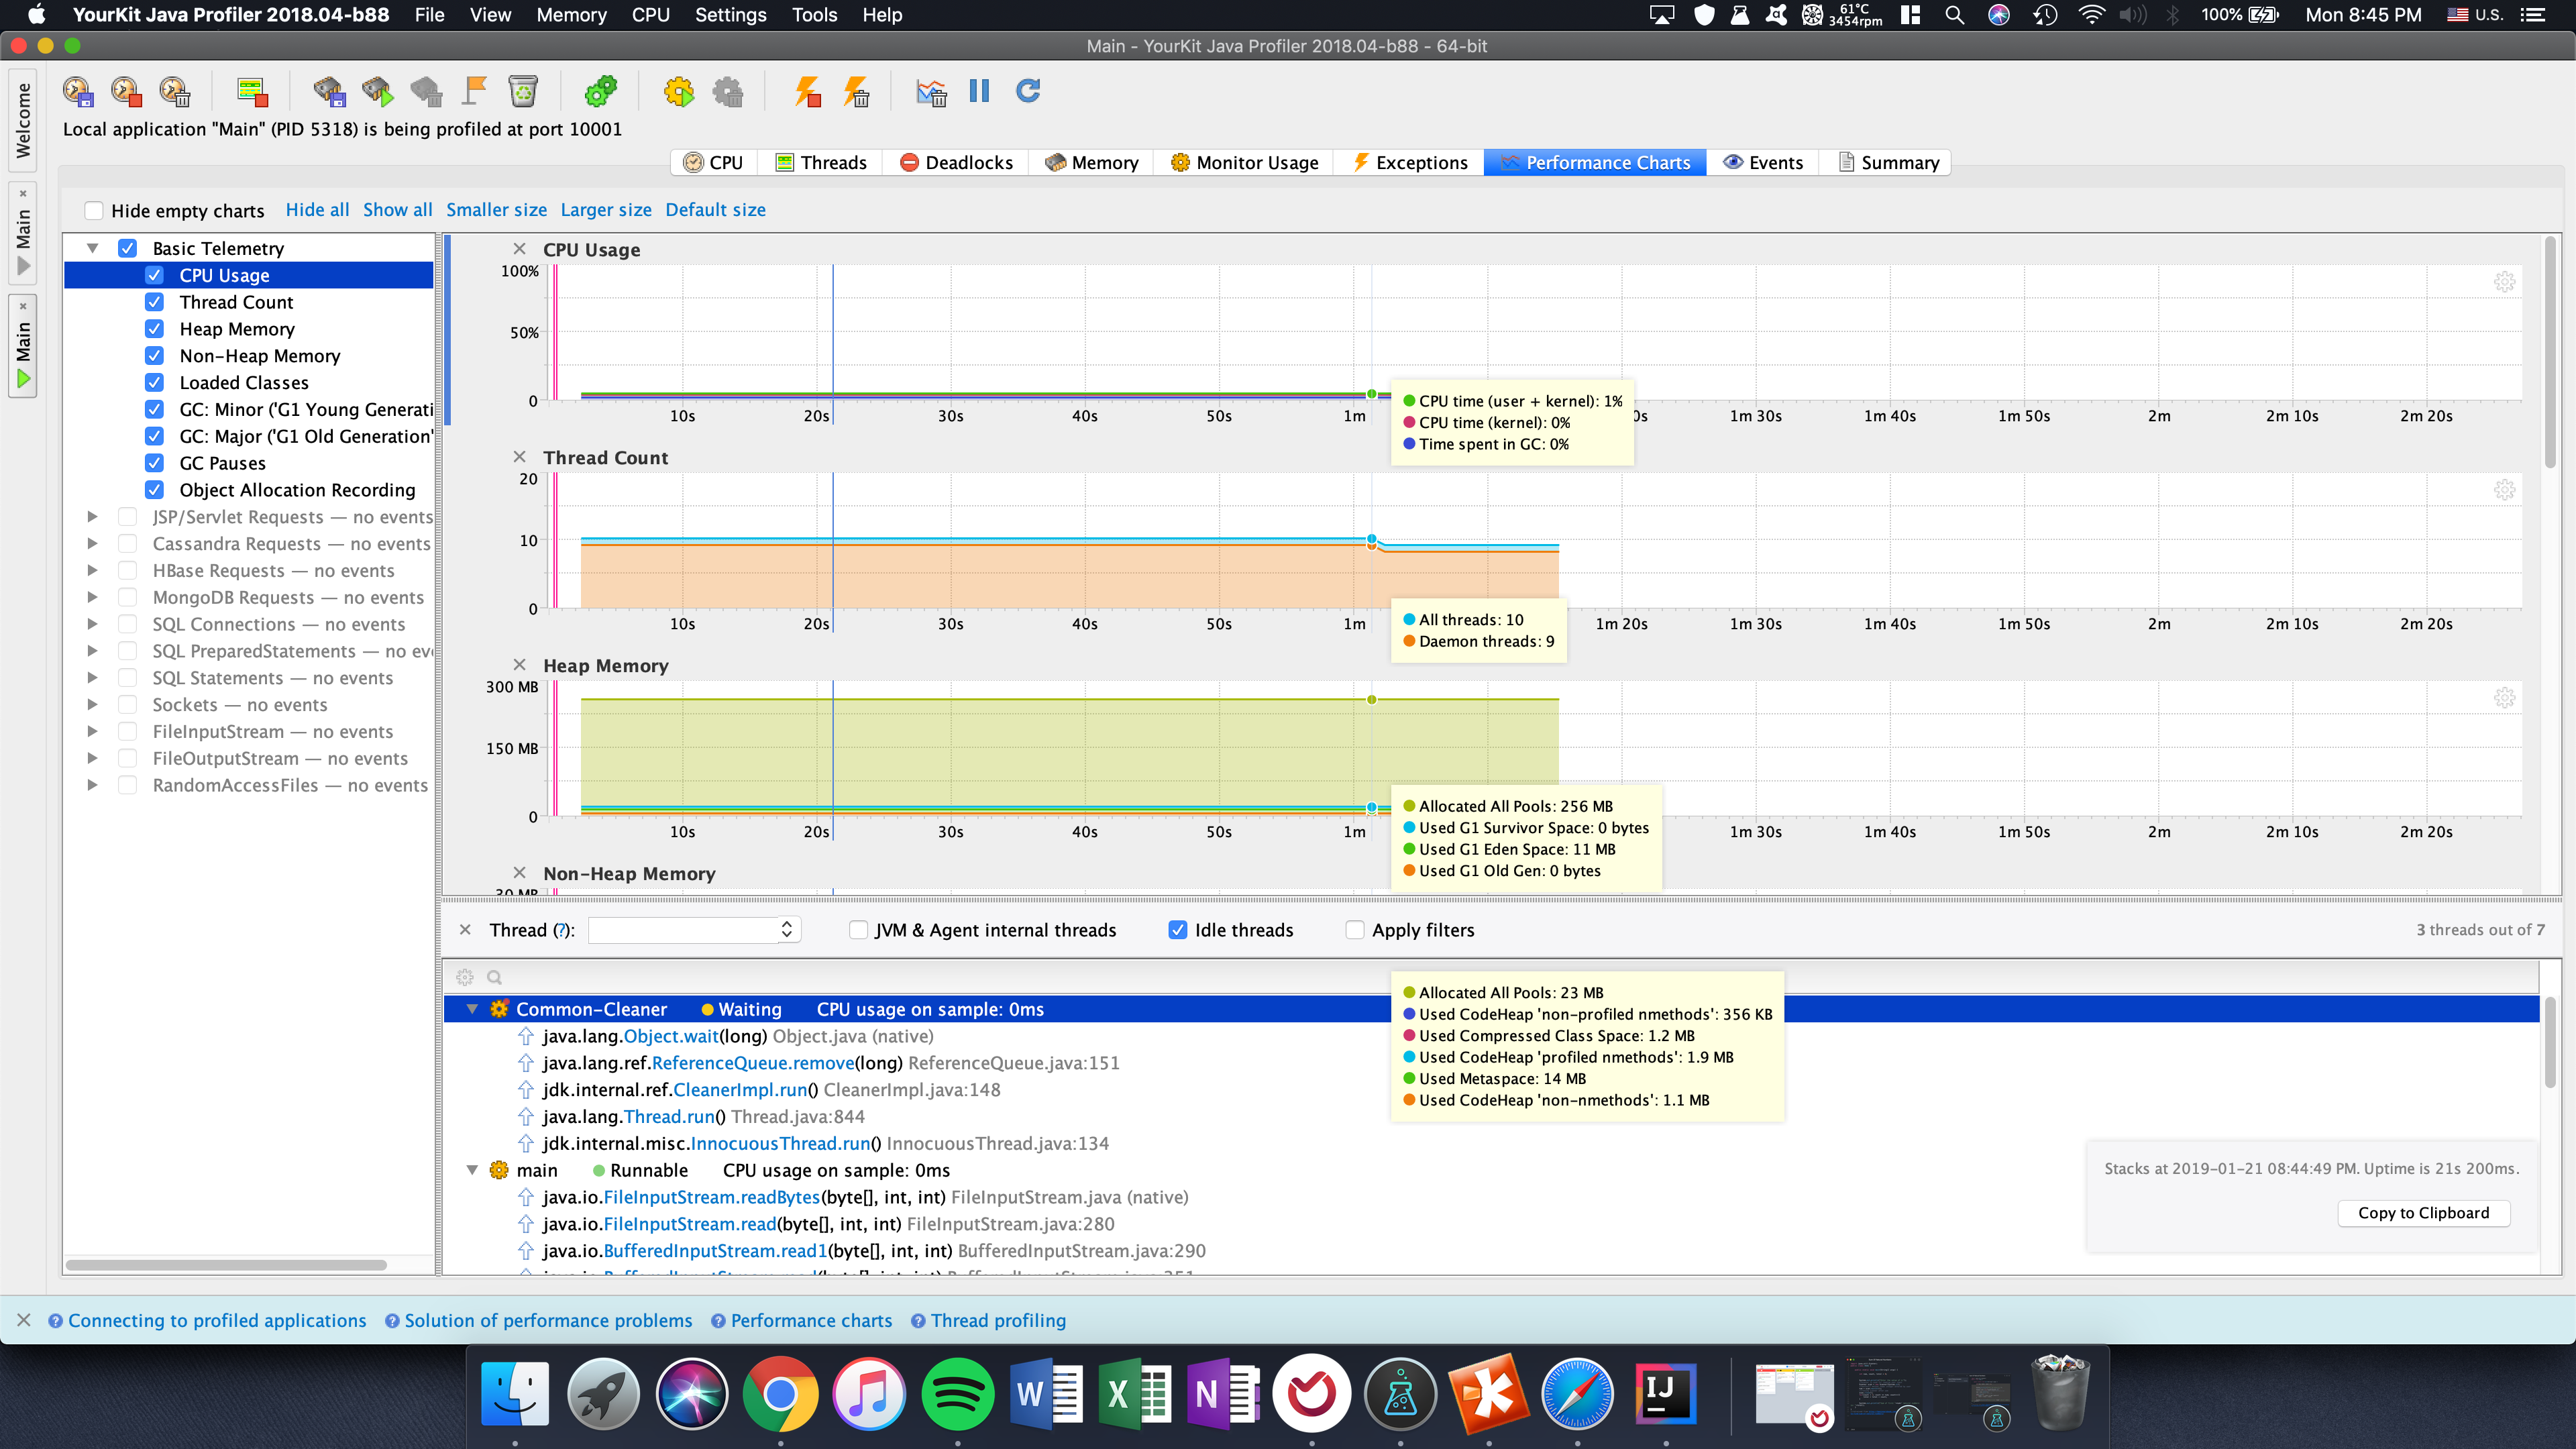 YourKit Java Profiler 2018.04-b88 File View Memory CPU Settings Tools Help 61°C 3454rpm 100% Mon 8:45 PM U.S.
Main - YourKit Java Profiler 2018.04-b88 - 64-bit
Welcome
Main
Main
Local application "Main" (PID 5318) is being profiled at port 10001
CPU Threads Deadlocks Memory Monitor Usage Exceptions Performance Charts Events Summary
Hide empty charts Hide all Show all Smaller size Larger size Default size
Basic Telemetry
CPU Usage
Thread Count
Heap Memory
Non-Heap Memory
Loaded Classes
GC: Minor ('G1 Young Generati
GC: Major ('G1 Old Generation'
GC Pauses
Object Allocation Recording
JSP/Servlet Requests — no events
Cassandra Requests — no events
HBase Requests — no events
MongoDB Requests — no events
SQL Connections — no events
SQL PreparedStatements — no ev
SQL Statements — no events
Sockets — no events
FileInputStream — no events
FileOutputStream — no events
RandomAccessFiles — no events
CPU Usage
100%
50%
0
10s 20s 30s 40s 50s 1m 0s 1m 30s 1m 40s 1m 50s 2m 2m 10s 2m 20s
CPU time (user + kernel): 1%
CPU time (kernel): 0%
Time spent in GC: 0%
Thread Count
20
10
0
10s 20s 30s 40s 50s 1m 1m 20s 1m 30s 1m 40s 1m 50s 2m 2m 10s 2m 20s
All threads: 10
Daemon threads: 9
Heap Memory
300 MB
150 MB
0
10s 20s 30s 40s 50s 1m 1m 30s 1m 40s 1m 50s 2m 2m 10s 2m 20s
Allocated All Pools: 256 MB
Used G1 Survivor Space: 0 bytes
Used G1 Eden Space: 11 MB
Used G1 Old Gen: 0 bytes
Non-Heap Memory
30 MB
Thread (?): JVM & Agent internal threads Idle threads Apply filters 3 threads out of 7
Common-Cleaner Waiting CPU usage on sample: 0ms
java.lang.Object.wait(long) Object.java (native)
java.lang.ref.ReferenceQueue.remove(long) ReferenceQueue.java:151
jdk.internal.ref.CleanerImpl.run() CleanerImpl.java:148
java.lang.Thread.run() Thread.java:844
jdk.internal.misc.InnocuousThread.run() InnocuousThread.java:134
main Runnable CPU usage on sample: 0ms
java.io.FileInputStream.readBytes(byte[], int, int) FileInputStream.java (native)
java.io.FileInputStream.read(byte[], int, int) FileInputStream.java:280
java.io.BufferedInputStream.read1(byte[], int, int) BufferedInputStream.java:290
Allocated All Pools: 23 MB
Used CodeHeap 'non-profiled nmethods': 356 KB
Used Compressed Class Space: 1.2 MB
Used CodeHeap 'profiled nmethods': 1.9 MB
Used Metaspace: 14 MB
Used CodeHeap 'non-nmethods': 1.1 MB
Stacks at 2019-01-21 08:44:49 PM. Uptime is 21s 200ms.
Copy to Clipboard
Connecting to profiled applications Solution of performance problems Performance charts Thread profiling
W X N IJ